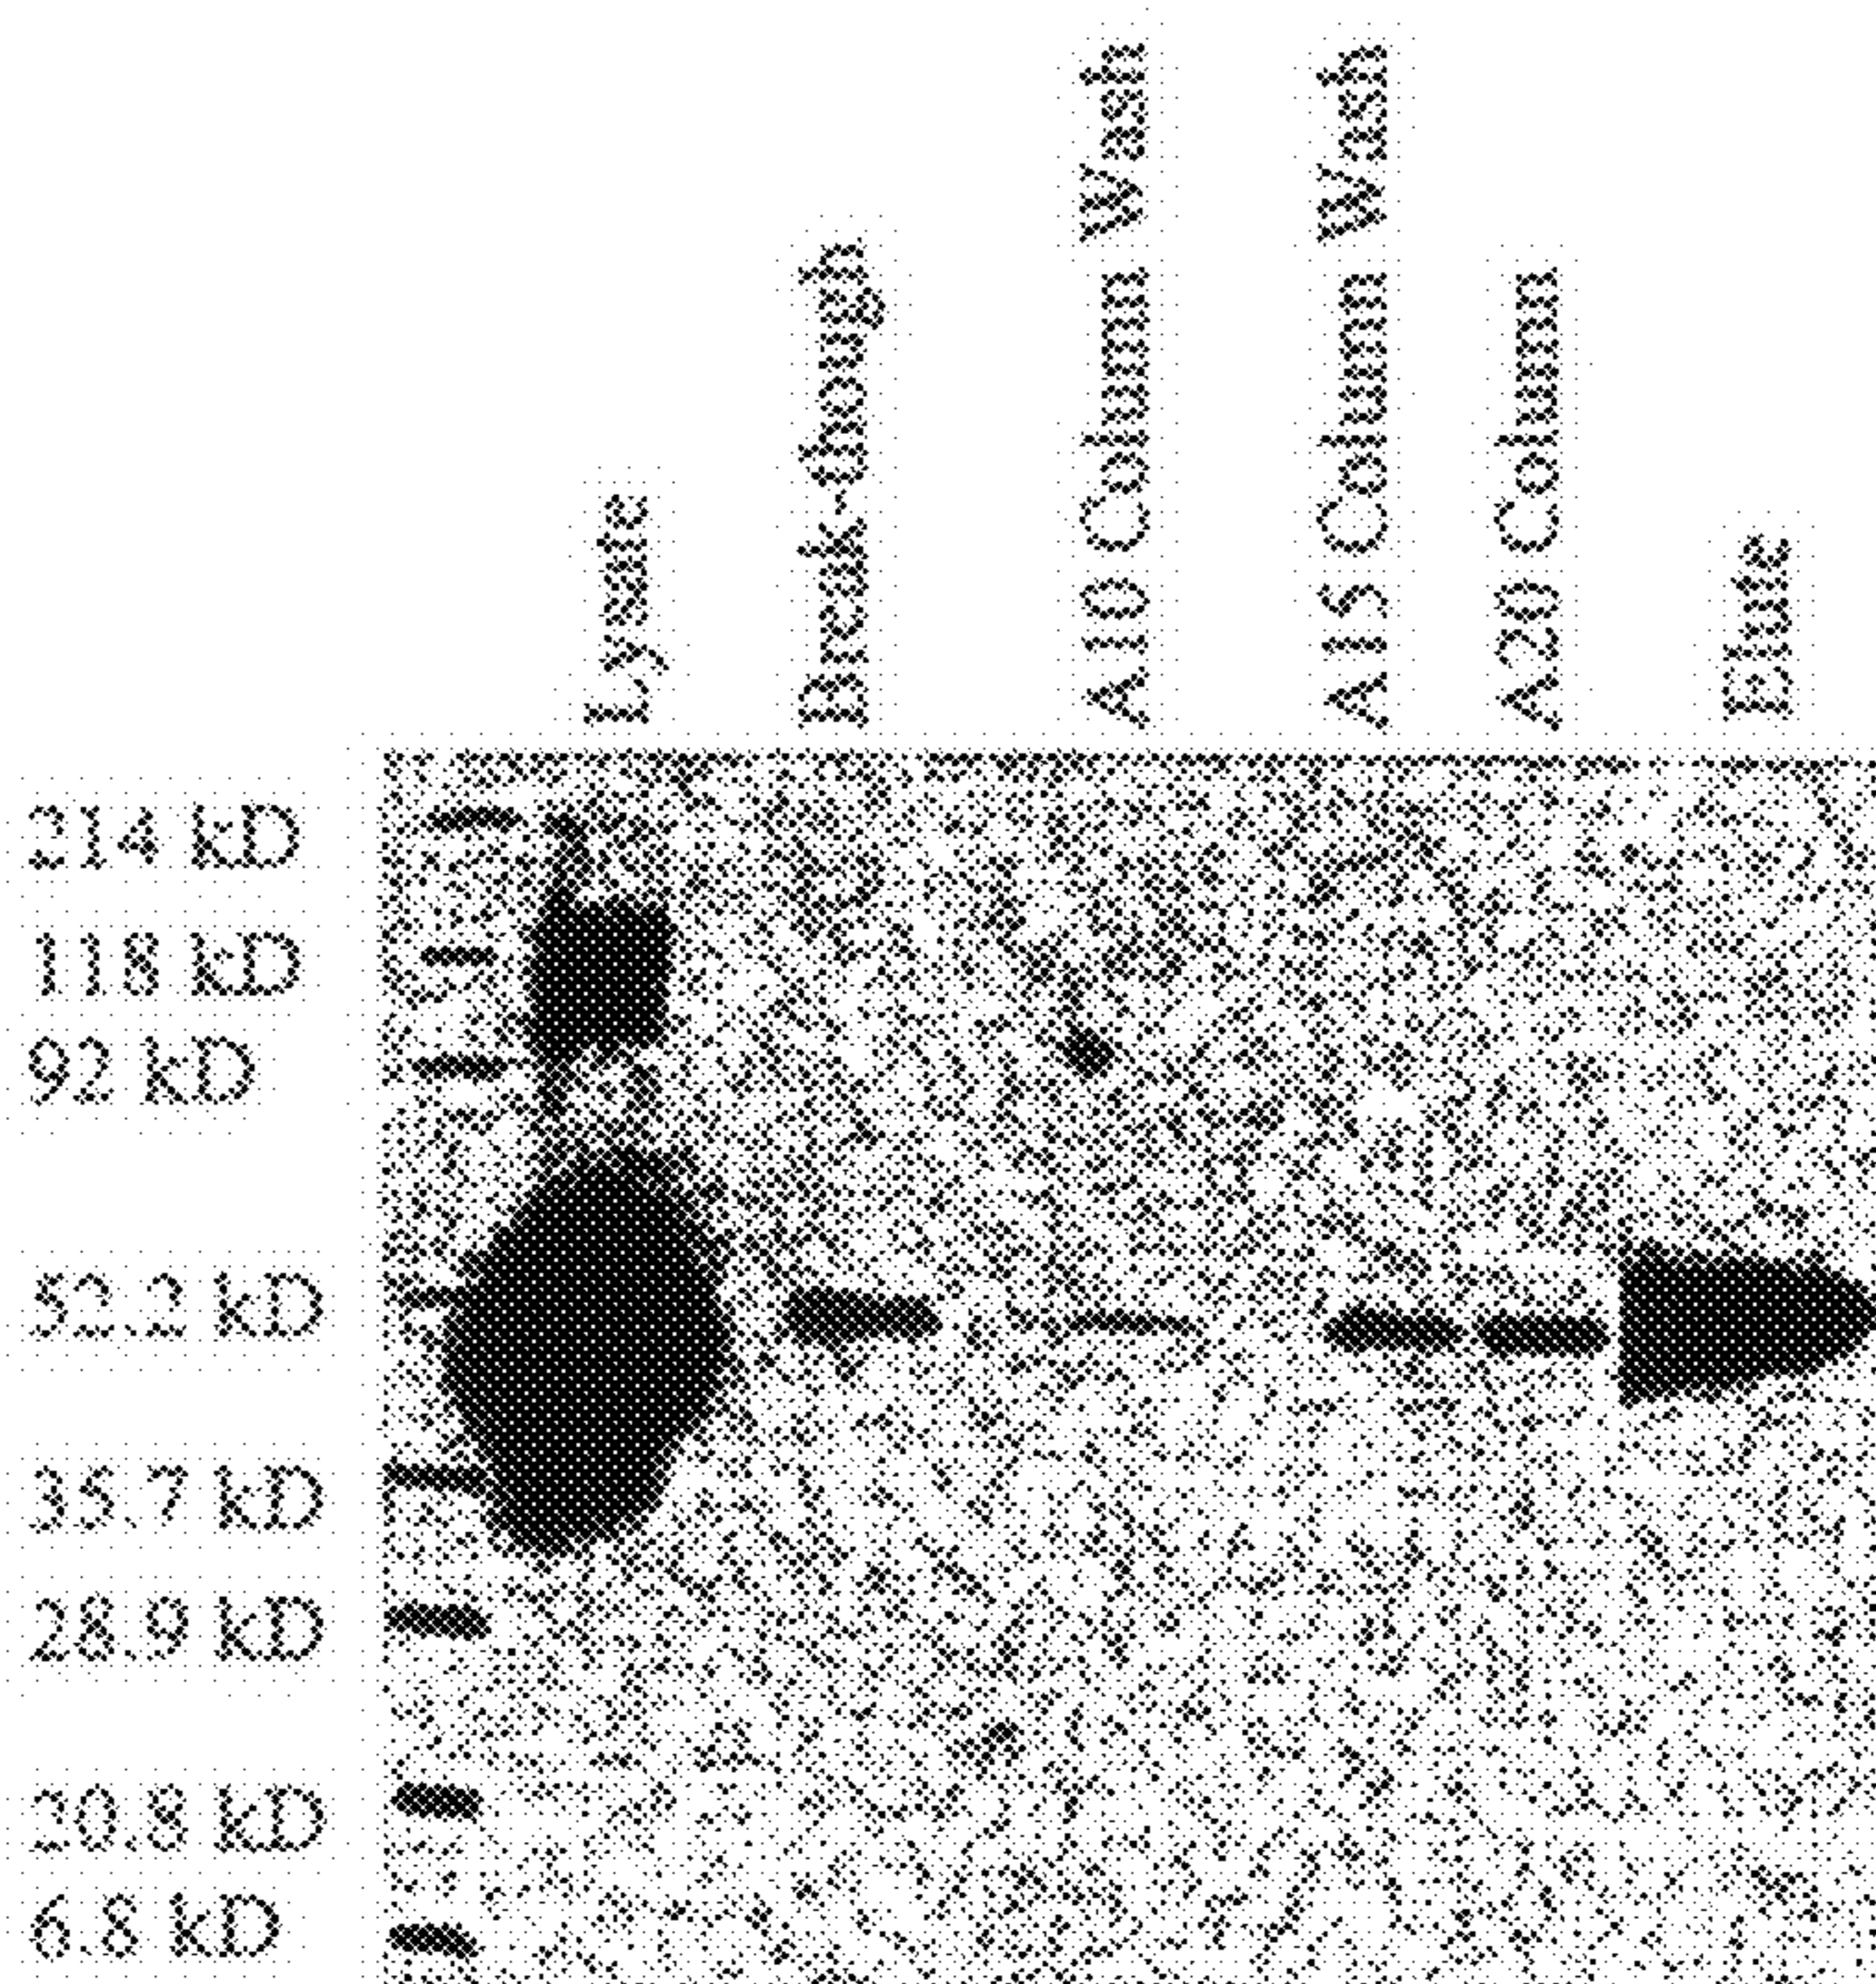 Lysate
Break-though
A10 Column Wash
A15 Column Wash
A20 Column
Elute
214 kD
118 kD
92 kD
52.2 kD
35.7 kD
28.9 kD
20.8 kD
6.8 kD